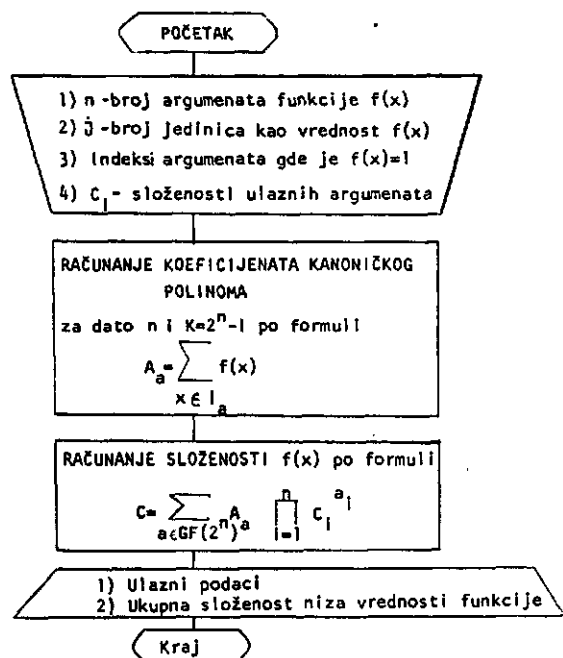 POČETAK
1) n -broj argumenata funkcije f(x)
2) j -broj jedinica kao vrednost f(x)
3) Indeksi argumenata gde je f(x)=1
4) C_i - složenosti ulaznih argumenata
RAČUNANJE KOEFICIJENATA KANONIČKOG
POLINOMA
za dato n i K=2^n-1 po formuli
A_a = ∑ f(x)
x ∈ I_a
RAČUNANJE SLOŽENOSTI f(x) po formuli
C= ∑ A_a ∏ C_i^{a_i}
a∈GF(2^n) n i=1
1) Ulazni podaci
2) Ukupna složenost niza vrednosti funkcije
Kraj